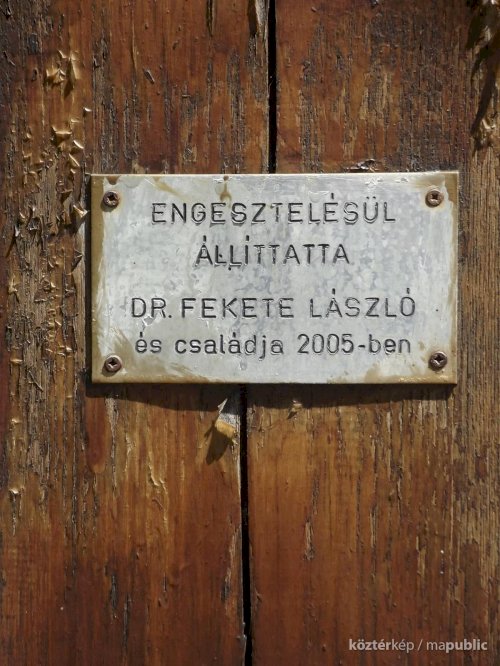 ENGESZTELÉSÜL
ÁLLÍTTATTA
DR. FEKETE LÁSZLÓ
és családja 2005-ben
köztérkép / mapublic